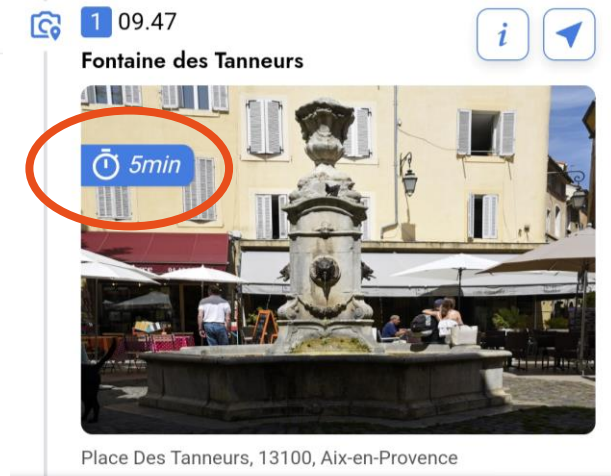 1 09.47
i
Fontaine des Tanneurs
5min
Place Des Tanneurs, 13100, Aix-en-Provence